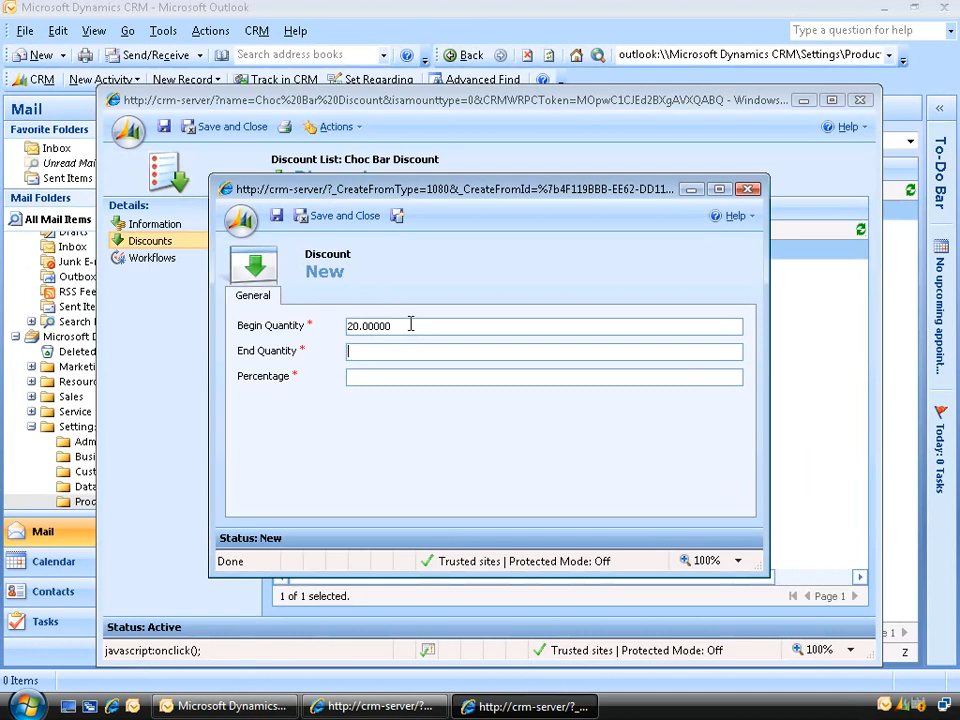 Microsoft Dynamics CRM - Microsoft Outlook
File Edit View Go Tools Actions CRM Help
Type a question for help
New Send/Receive Search address books Back outlook:\\Microsoft Dynamics CRM\Settings\Produc
CRM New Activity New Record Track in CRM Set Regarding Advanced Find
Mail
Favorite Folders
Inbox
Unread Mai
Sent Items
Mail Folders
All Mail Items
Drafts
Inbox
Junk E-r
Outbox
RSS Fee
Sent Ite
Search
Microsoft D
Deleted
Marketi
Resourc
Sales
Service
Setting
Adm
Busi
Cust
Data
Proc
Mail
Calendar
Contacts
Tasks
0 Items
http://crm-server/?name=Choc%20Bar%20Discount&isamounttype=0&CRMWRPCToken=MOpwC1CJEd2BXgAVXQABQ - Windows...
Save and Close Actions Help
Discount List: Choc Bar Discount
Details:
Information
Discounts
Workflows
http://crm-server/?_CreateFromType=1080&_CreateFromId=%7b4F119BBB-EE62-DD11...
Save and Close Help
Discount
New
General
Begin Quantity * 20.00000
End Quantity *
Percentage *
Status: New
Done Trusted sites | Protected Mode: Off 100%
1 of 1 selected. Page 1
Status: Active
javascript:onclick(); Trusted sites | Protected Mode: Off 100%
e 1
Z
To-Do Bar
No upcoming appoint...
Today: 0 Tasks
Microsoft Dynamics... http://crm-server/?... http://crm-server/?_...